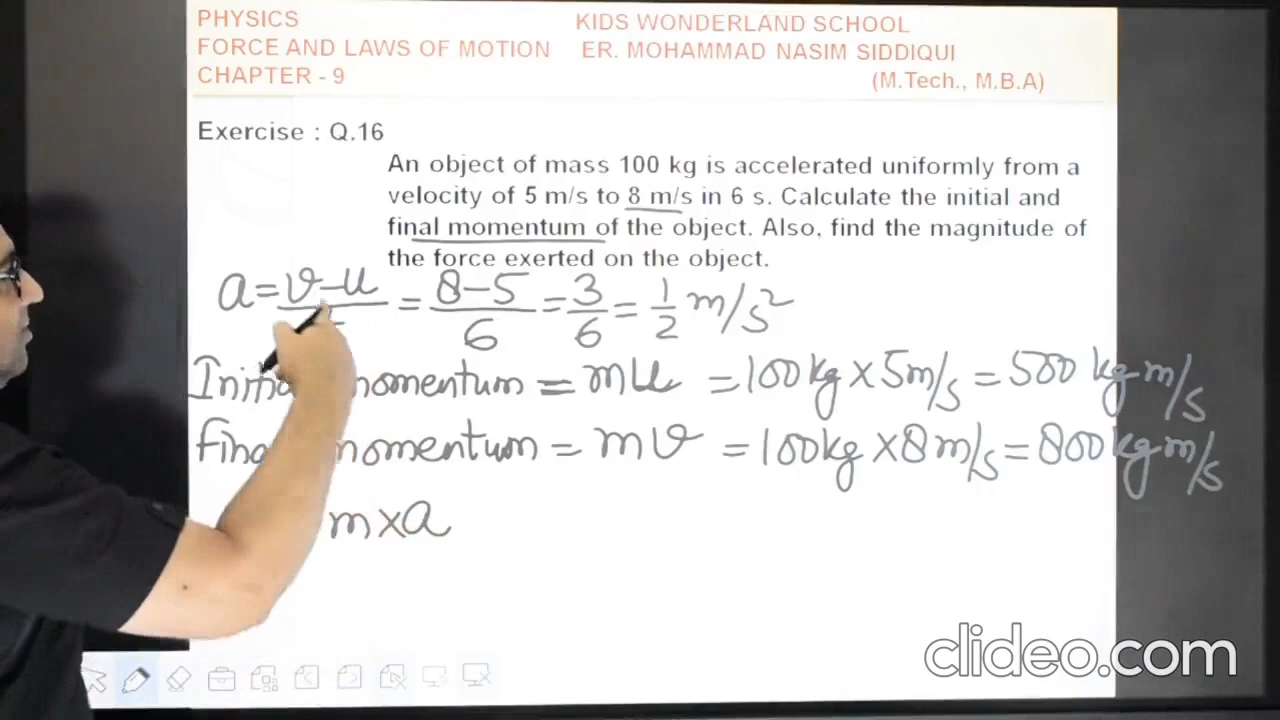 PHYSICS KIDS WONDERLAND SCHOOL
FORCE AND LAWS OF MOTION ER. MOHAMMAD NASIM SIDDIQUI
CHAPTER - 9 (M.Tech., M.B.A)
Exercise : Q.16
An object of mass 100 kg is accelerated uniformly from a
velocity of 5 m/s to 8 m/s in 6 s. Calculate the initial and
final momentum of the object. Also, find the magnitude of
the force exerted on the object.
a = v-u = 8-5/6 = 3/6 = 1/2 m/s²
momentum = mu = 100kg × 5m/s = 500 kg m/s
momentum = mv = 100kg × 8m/s = 800 kg m/s
m×a
clideo.com